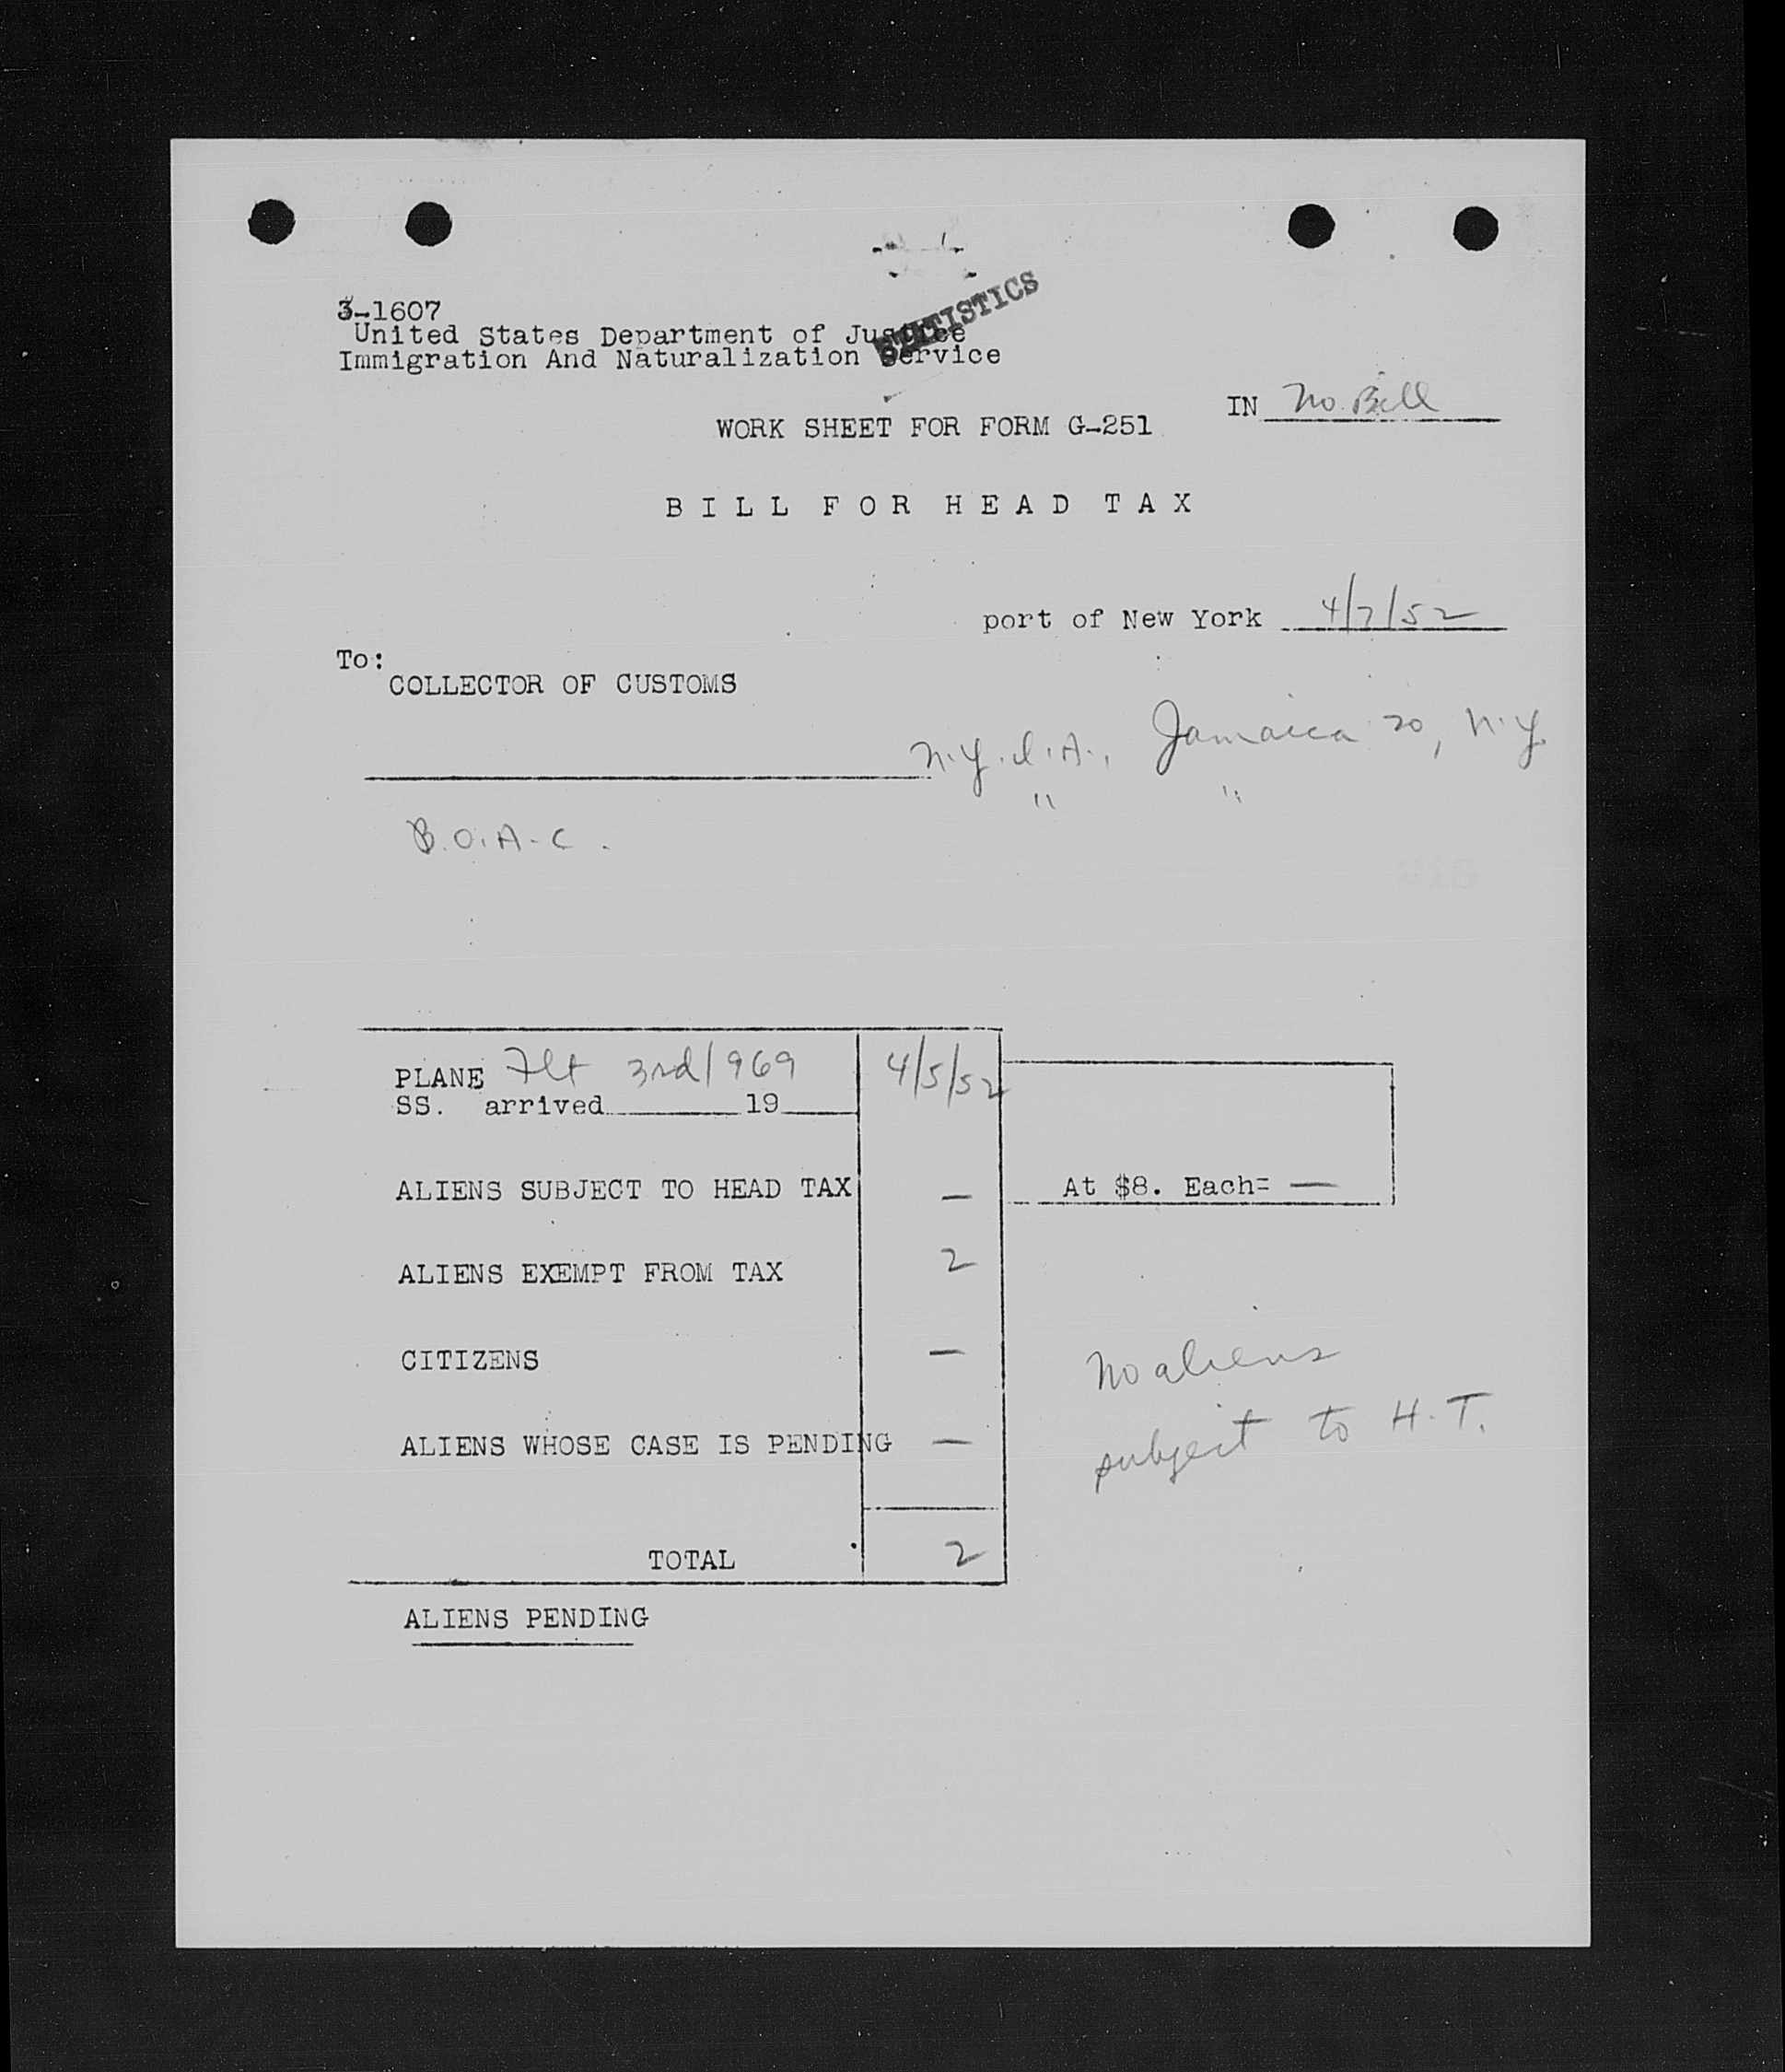 3-1607
United States Department of Justice
Immigration And Naturalization Service
STATISTICS
IN No Bill
WORK SHEET FOR FORM G-251
BILL FOR HEAD TAX
port of New York 4/7/52
To:
COLLECTOR OF CUSTOMS
N.Y.I.A., Jamaica 20, N.Y.
" "
B.O.A.C.
PLANE Flt 3rd/969 4/5/52
SS. arrived 19
ALIENS SUBJECT TO HEAD TAX — At $8. Each= —
ALIENS EXEMPT FROM TAX 2
CITIZENS —
No aliens
subject to H.T.
ALIENS WHOSE CASE IS PENDING —
TOTAL 2
ALIENS PENDING